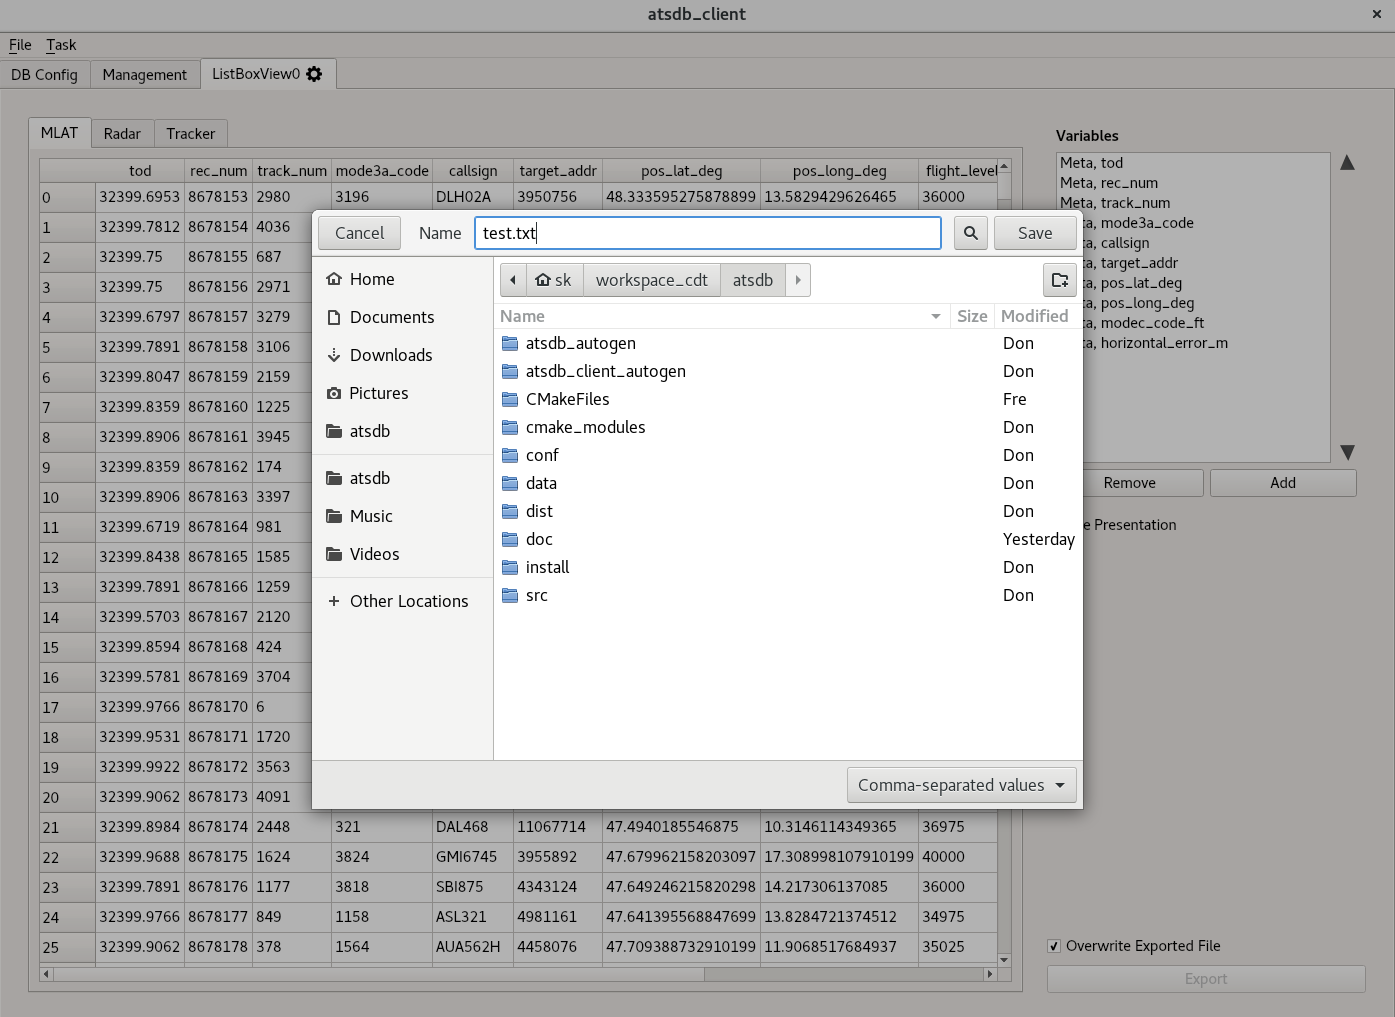 atsdb_client ×
File Task
DB Config Management ListBoxView0
MLAT Radar Tracker
Variables
tod rec_num track_num mode3a_code callsign target_addr pos_lat_deg pos_long_deg flight_level
0 32399.6953 8678153 2980 3196 DLH02A 3950756 48.333595275878899 13.5829429626465 36000
1 32399.7812 8678154 4036
2 32399.75 8678155 687
3 32399.75 8678156 2971
4 32399.6797 8678157 3279
5 32399.7891 8678158 3106
6 32399.8047 8678159 2159
7 32399.8359 8678160 1225
8 32399.8906 8678161 3945
9 32399.8359 8678162 174
10 32399.8906 8678163 3397
11 32399.6719 8678164 981
12 32399.8438 8678165 1585
13 32399.7891 8678166 1259
14 32399.5703 8678167 2120
15 32399.8594 8678168 424
16 32399.5781 8678169 3704
17 32399.9766 8678170 6
18 32399.9531 8678171 1720
19 32399.9922 8678172 3563
20 32399.9062 8678173 4091
21 32399.8984 8678174 2448 321 DAL468 11067714 47.4940185546875 10.3146114349365 36975
22 32399.9688 8678175 1624 3824 GMI6745 3955892 47.679962158203097 17.308998107910199 40000
23 32399.7891 8678176 1177 3818 SBI875 4343124 47.649246215820298 14.217306137085 36000
24 32399.9766 8678177 849 1158 ASL321 4981161 47.641395568847699 13.8284721374512 34975
25 32399.9062 8678178 378 1564 AUA562H 4458076 47.709388732910199 11.9068517684937 35025
Cancel Name test.txt Save
Home
Documents
Downloads
Pictures
atsdb
atsdb
Music
Videos
+ Other Locations
sk workspace_cdt atsdb
Name Size Modified
atsdb_autogen Don
atsdb_client_autogen Don
CMakeFiles Fre
cmake_modules Don
conf Don
data Don
dist Don
doc Yesterday
install Don
src Don
Comma-separated values
Meta, tod
Meta, rec_num
Meta, track_num
ta, mode3a_code
ta, callsign
ta, target_addr
ta, pos_lat_deg
ta, pos_long_deg
ta, modec_code_ft
ta, horizontal_error_m
Remove Add
e Presentation
Overwrite Exported File
Export